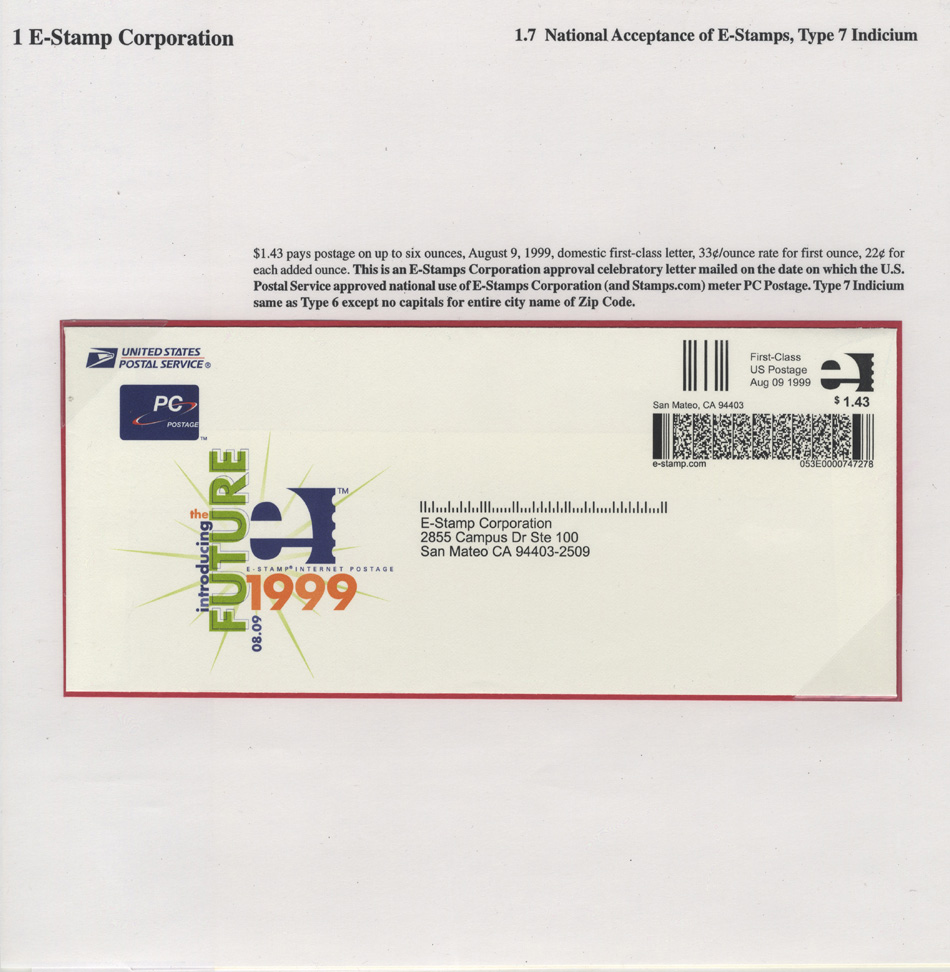 1 E-Stamp Corporation
1.7 National Acceptance of E-Stamps, Type 7 Indicium
$1.43 pays postage on up to six ounces, August 9, 1999, domestic first-class letter, 33¢/ounce rate for first ounce, 22¢ for
each added ounce. This is an E-Stamps Corporation approval celebratory letter mailed on the date on which the U.S.
Postal Service approved national use of E-Stamps Corporation (and Stamps.com) meter PC Postage. Type 7 Indicium
same as Type 6 except no capitals for entire city name of Zip Code.
UNITED STATES
POSTAL SERVICE®
PC
POSTAGE
™
First-Class
US Postage
Aug 09 1999
e
$ 1.43
San Mateo, CA 94403
e-stamp.com
053E0000747278
introducing the
FUTURE
e™
E-STAMP® INTERNET POSTAGE
1999
08.09
E-Stamp Corporation
2855 Campus Dr Ste 100
San Mateo CA 94403-2509